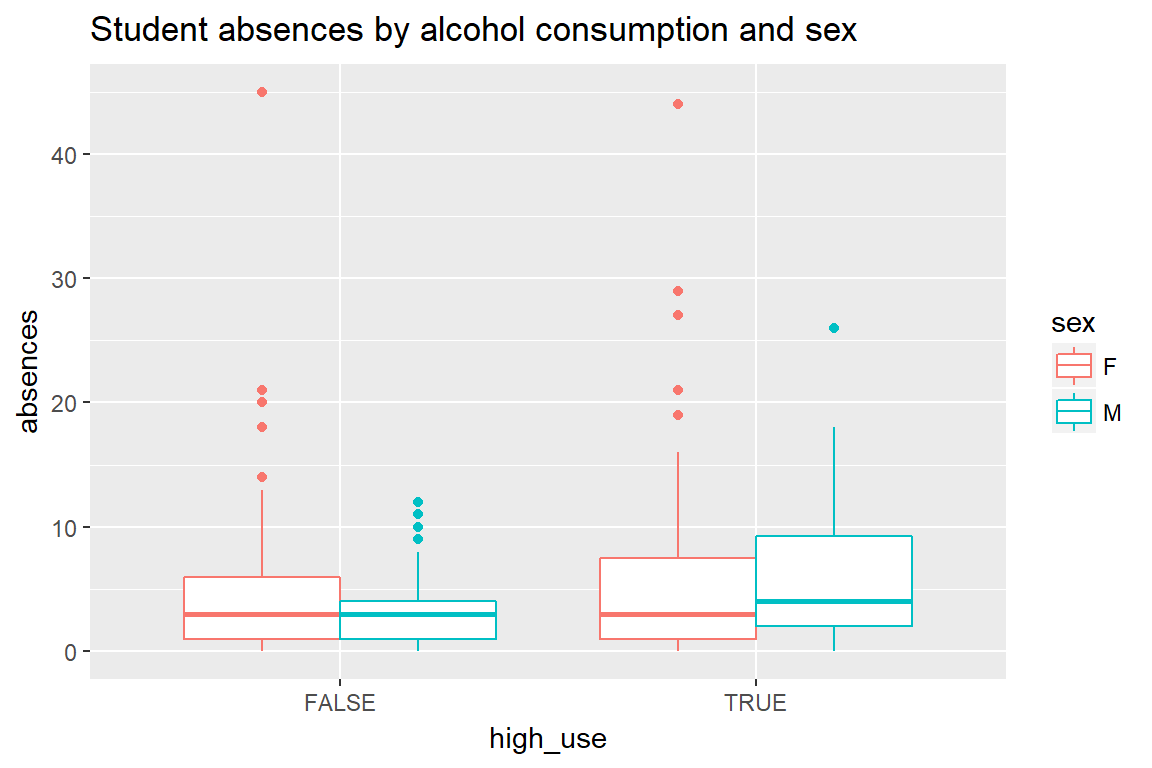 Student absences by alcohol consumption and sex
absences
40
30
20
10
0
FALSE
TRUE
high_use
sex
F
M